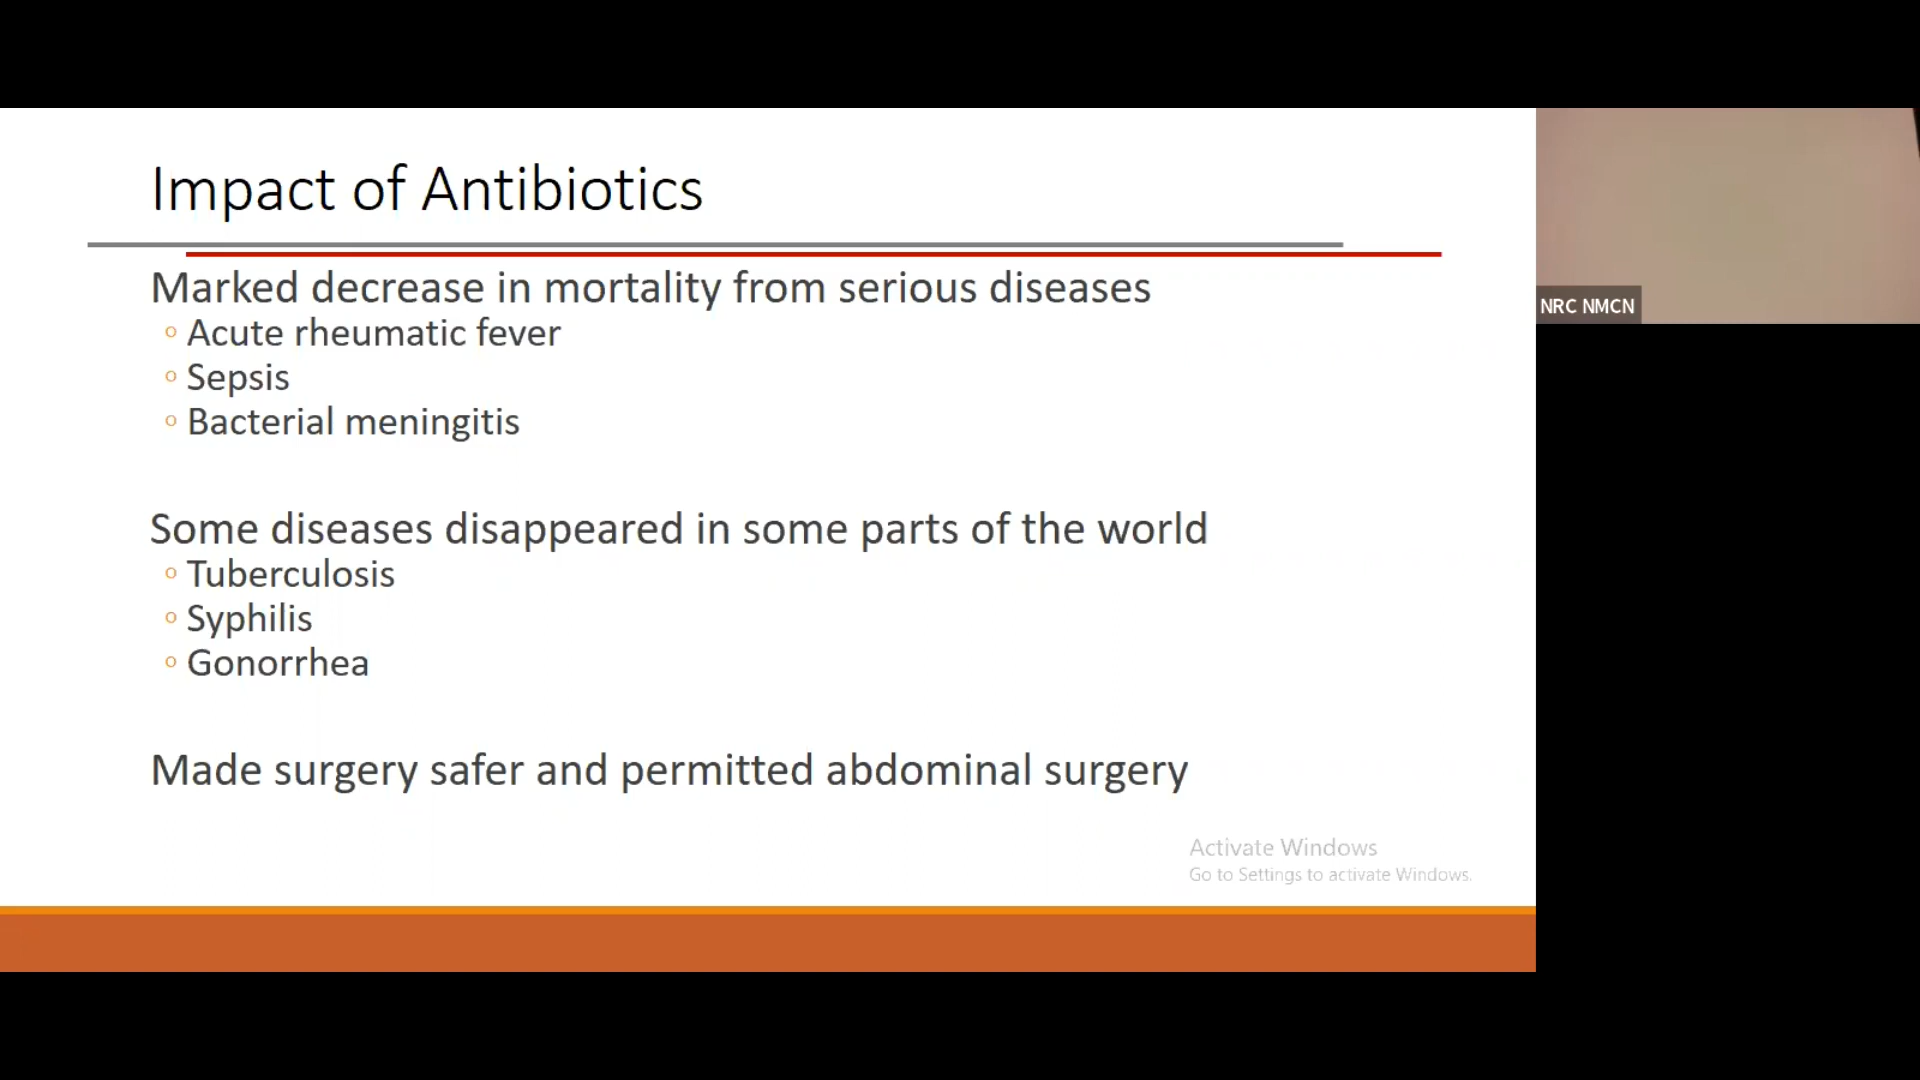 Impact of Antibiotics
Marked decrease in mortality from serious diseases
Acute rheumatic fever
Sepsis
Bacterial meningitis
Some diseases disappeared in some parts of the world
Tuberculosis
Syphilis
Gonorrhea
Made surgery safer and permitted abdominal surgery
Activate Windows
Go to Settings to activate Windows.
NRC NMCN